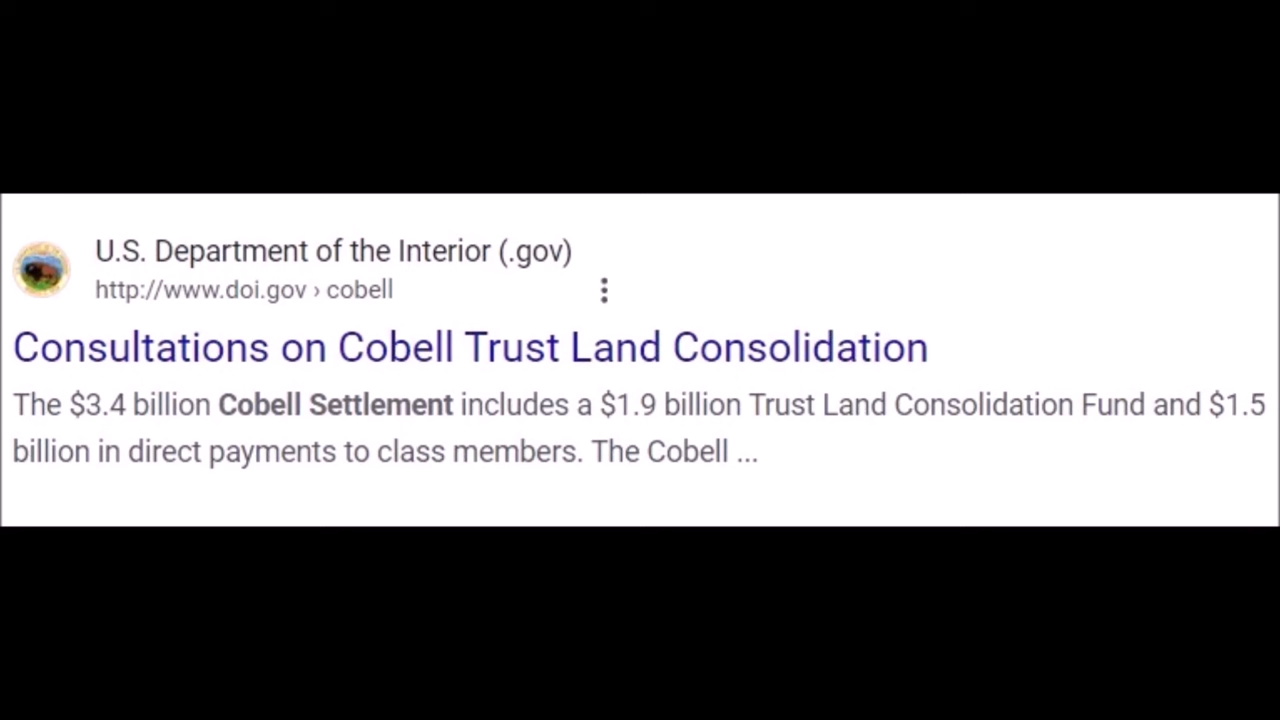 U.S. Department of the Interior (.gov)
http://www.doi.gov › cobell
Consultations on Cobell Trust Land Consolidation
The $3.4 billion Cobell Settlement includes a $1.9 billion Trust Land Consolidation Fund and $1.5
billion in direct payments to class members. The Cobell ...